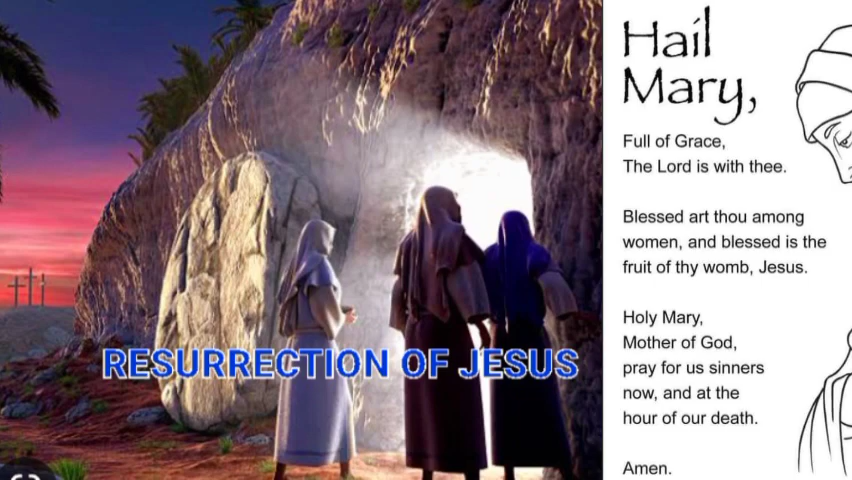 RESURRECTION OF JESUS
Hail
Mary,
Full of Grace,
The Lord is with thee.
Blessed art thou among
women, and blessed is the
fruit of thy womb, Jesus.
Holy Mary,
Mother of God,
pray for us sinners
now, and at the
hour of our death.
Amen.